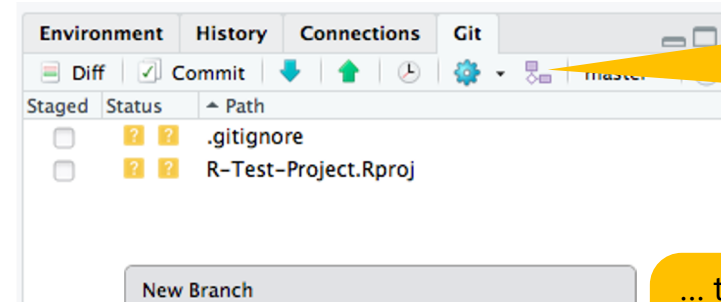 Environment History Connections Git
Diff Commit master
Staged Status Path
? ? .gitignore
? ? R-Test-Project.Rproj
New Branch
... t